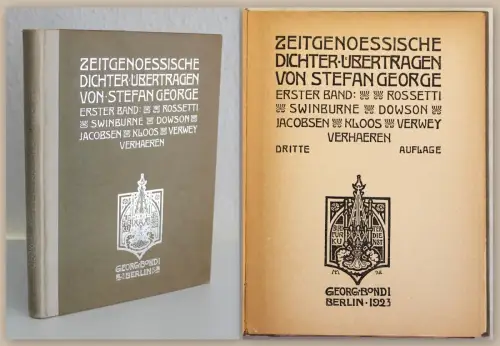 ZEITGENOESSISCHE
DICHTER·ÜBERTRAGEN
VON·STEFAN GEORGE
ERSTER BAND: ROSSETTI
SWINBURNE DOWSON
JACOBSEN KLOOS VERWEY
VERHAEREN
GEORG·BONDI
BERLIN
ZEITGENOESSISCHE
DICHTER·ÜBERTRAGEN
VON STEFAN GEORGE
ERSTER BAND: ROSSETTI
SWINBURNE DOWSON
JACOBSEN KLOOS VERWEY
VERHAEREN
DRITTE AUFLAGE
GEORG·BONDI
BERLIN·1923